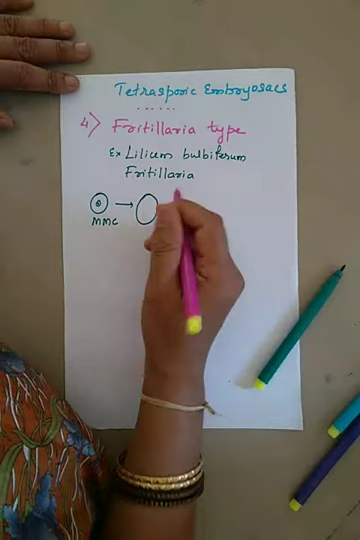 Tetrasporic Embryosacs
4) Fritillaria type
Ex Lilium bulbiferum
Fritillaria
MMC